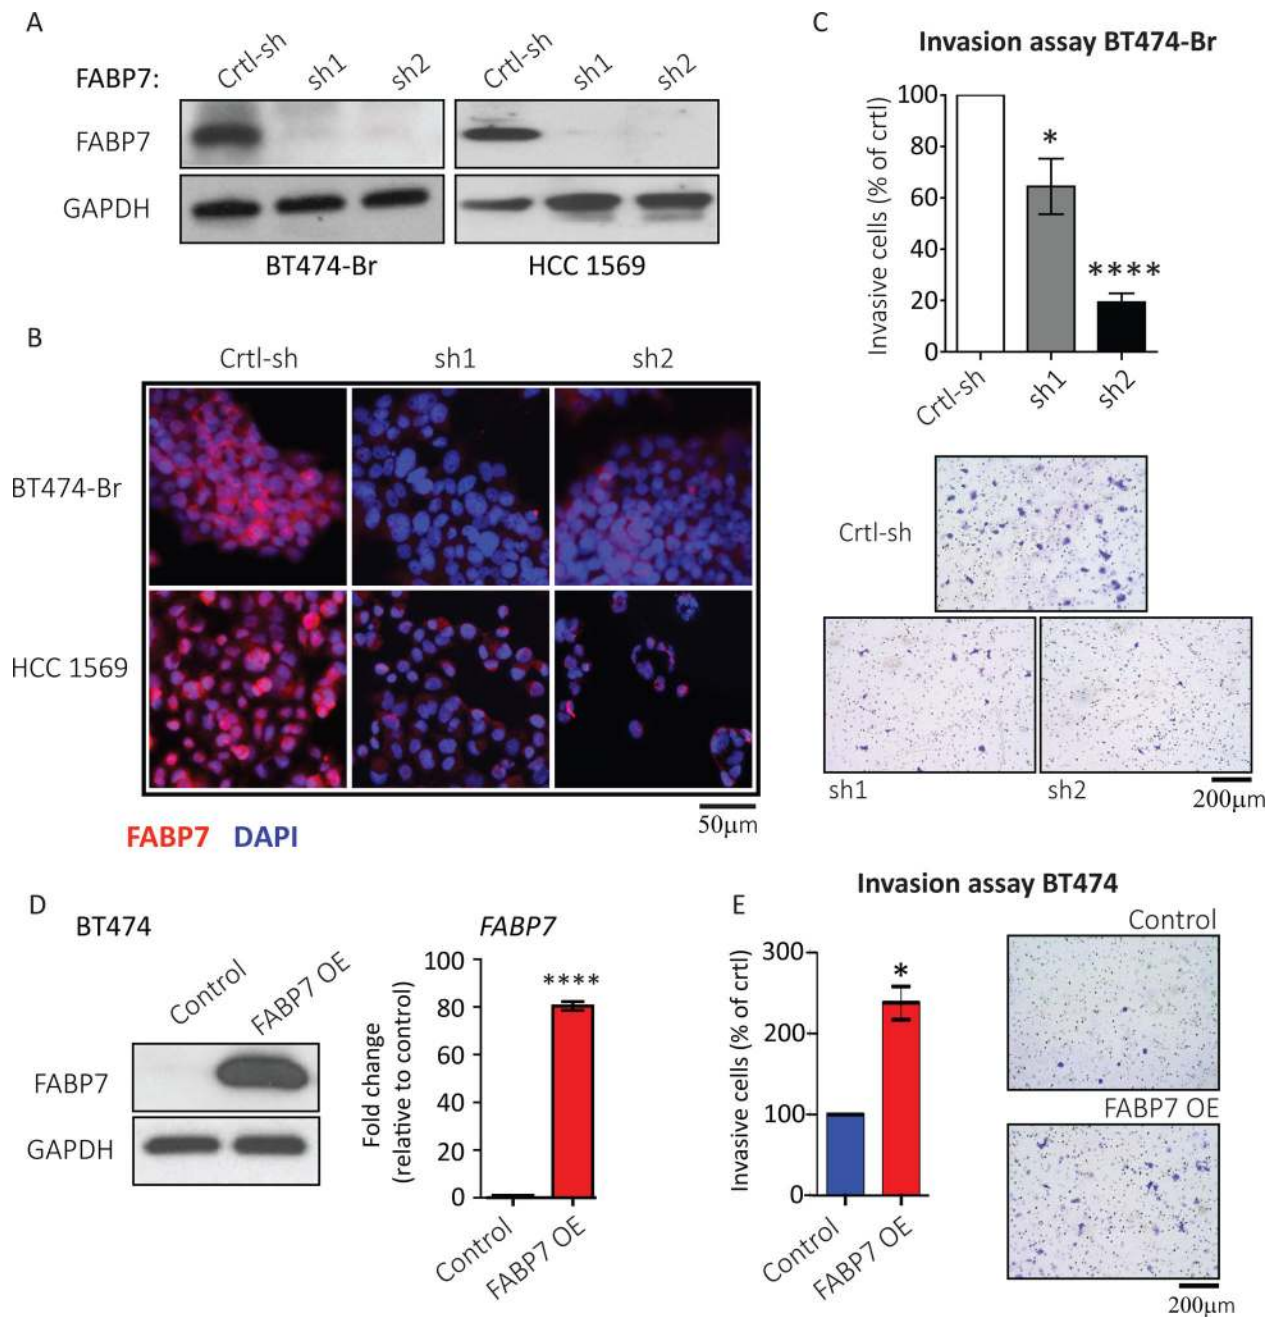 A
FABP7: Crtl-sh sh1 sh2 Crtl-sh sh1 sh2
FABP7
GAPDH
BT474-Br HCC 1569
B
Crtl-sh sh1 sh2
BT474-Br
HCC 1569
50μm
FABP7 DAPI
C
Invasion assay BT474-Br
Invasive cells (% of crtl)
100
80
60
40
20
0
*
****
Crtl-sh sh1 sh2
Crtl-sh
sh1 sh2
200μm
D
BT474
Control FABP7 OE
FABP7
GAPDH
FABP7
Fold change
(relative to control)
100
80
60
40
20
0
****
Control FABP7 OE
Invasion assay BT474
E
Invasive cells (% of crtl)
300
200
100
0
*
Control FABP7 OE
Control
FABP7 OE
200μm